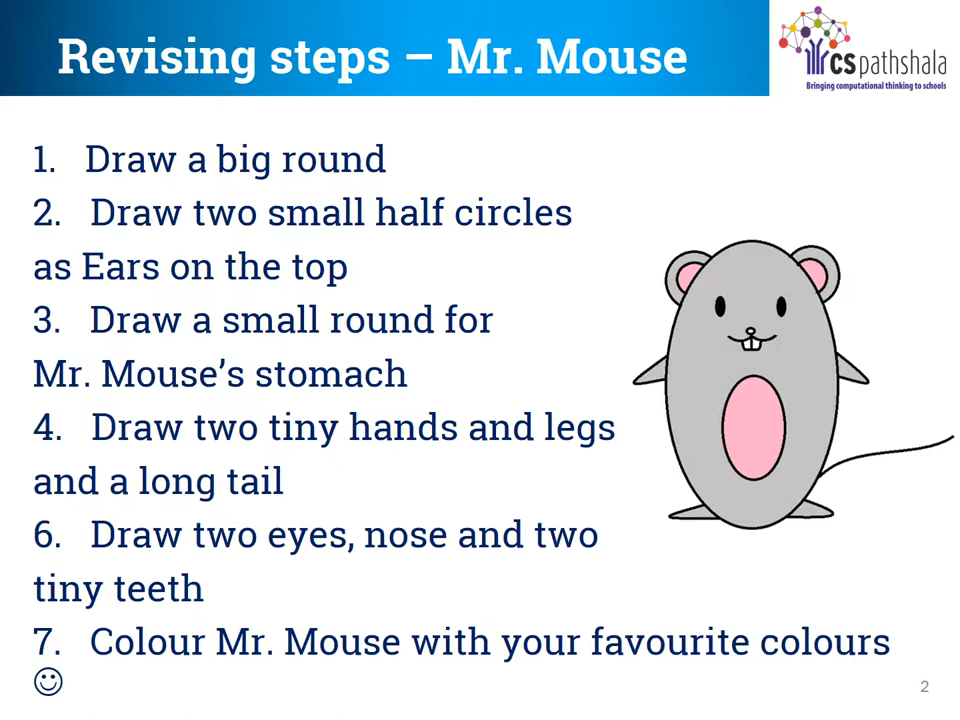 Revising steps – Mr. Mouse
CSpathshala
Bringing computational thinking to schools
1. Draw a big round
2. Draw two small half circles
as Ears on the top
3. Draw a small round for
Mr. Mouse’s stomach
4. Draw two tiny hands and legs
and a long tail
6. Draw two eyes, nose and two
tiny teeth
7. Colour Mr. Mouse with your favourite colours
☺
2